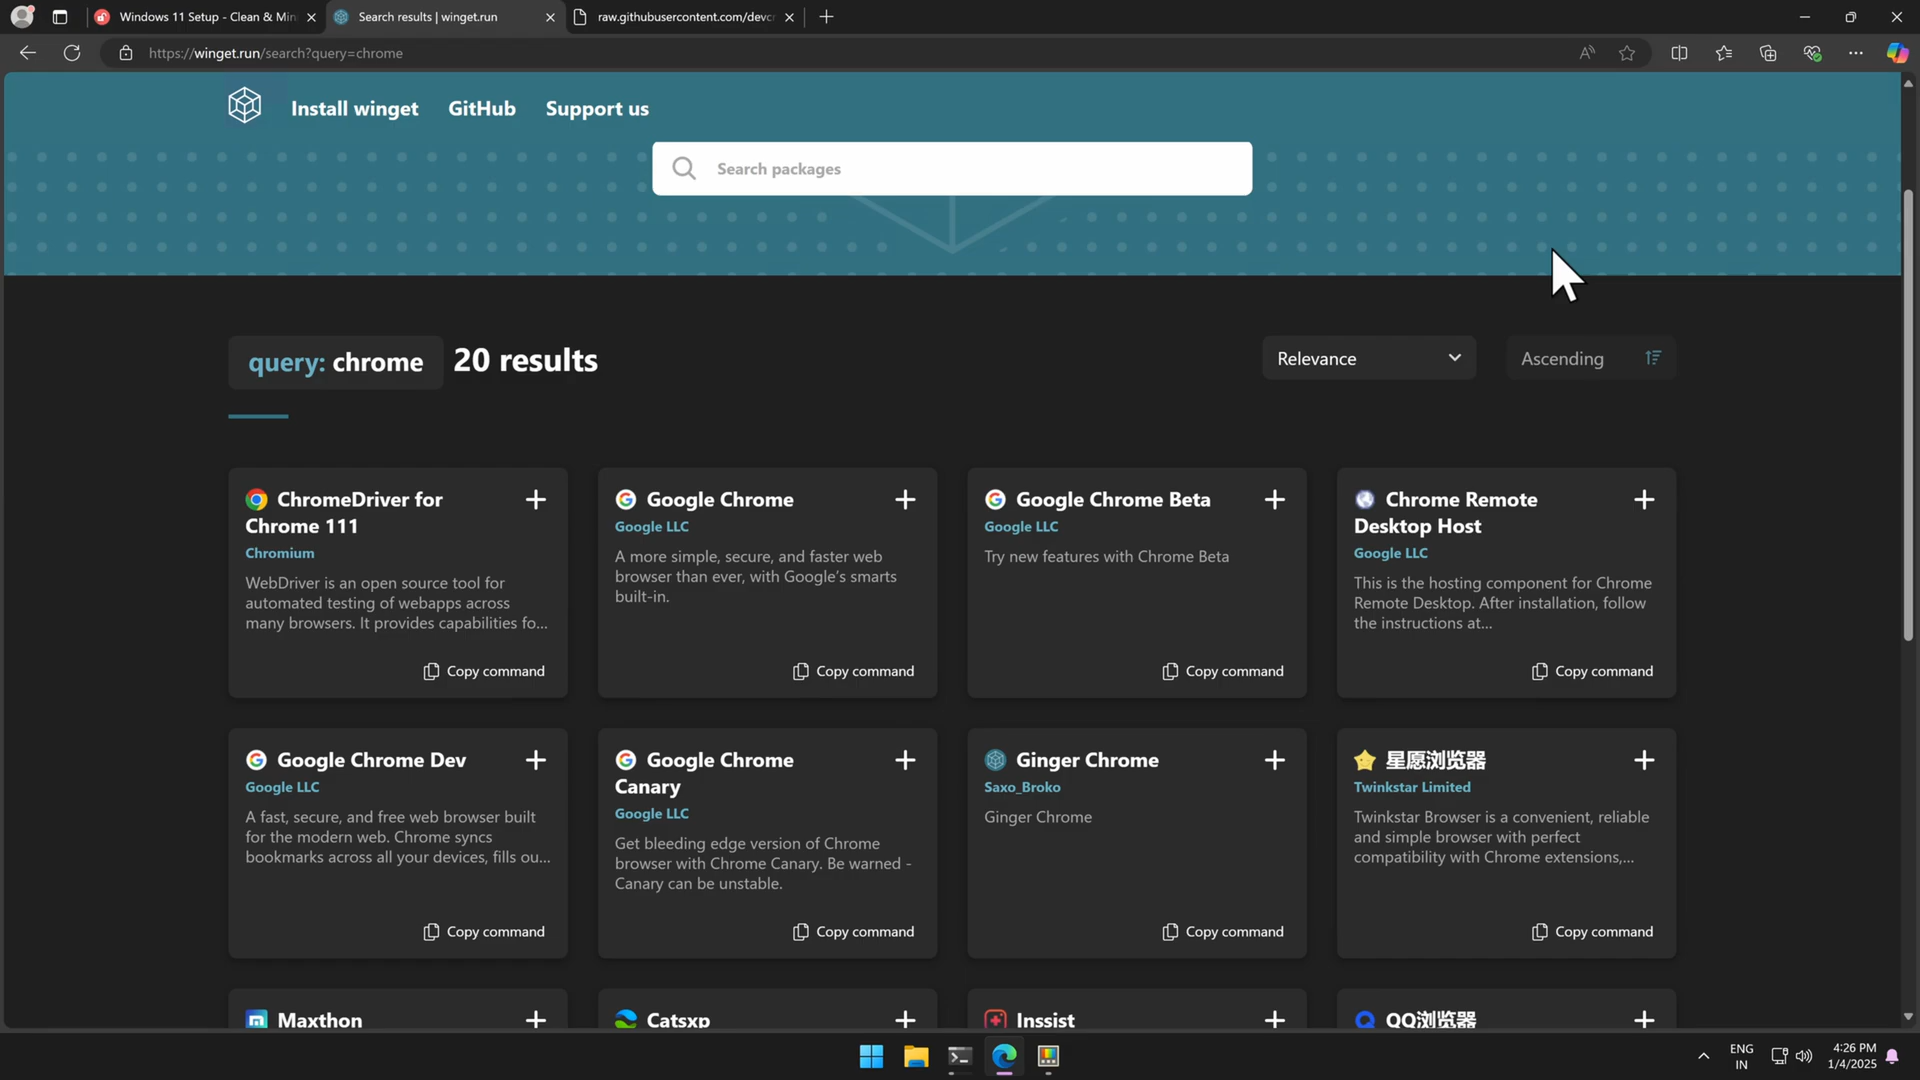 Windows 11 Setup - Clean & Min
Search results | winget.run
raw.githubusercontent.com/devcr
https://winget.run/search?query=chrome
Install winget
GitHub
Support us
Search packages
query: chrome
20 results
Relevance
Ascending
ChromeDriver for
Chrome 111
Chromium
WebDriver is an open source tool for
automated testing of webapps across
many browsers. It provides capabilities fo...
Copy command
Google Chrome
Google LLC
A more simple, secure, and faster web
browser than ever, with Google's smarts
built-in.
Copy command
Google Chrome Beta
Google LLC
Try new features with Chrome Beta
Copy command
Chrome Remote
Desktop Host
Google LLC
This is the hosting component for Chrome
Remote Desktop. After installation, follow
the instructions at...
Copy command
Google Chrome Dev
Google LLC
A fast, secure, and free web browser built
for the modern web. Chrome syncs
bookmarks across all your devices, fills ou...
Copy command
Google Chrome
Canary
Google LLC
Get bleeding edge version of Chrome
browser with Chrome Canary. Be warned -
Canary can be unstable.
Copy command
Ginger Chrome
Saxo_Broko
Ginger Chrome
Copy command
星愿浏览器
Twinkstar Limited
Twinkstar Browser is a convenient, reliable
and simple browser with perfect
compatibility with Chrome extensions,...
Copy command
Maxthon
Catsxp
Inssist
QQ浏览器
ENG
IN
4:26 PM
1/4/2025